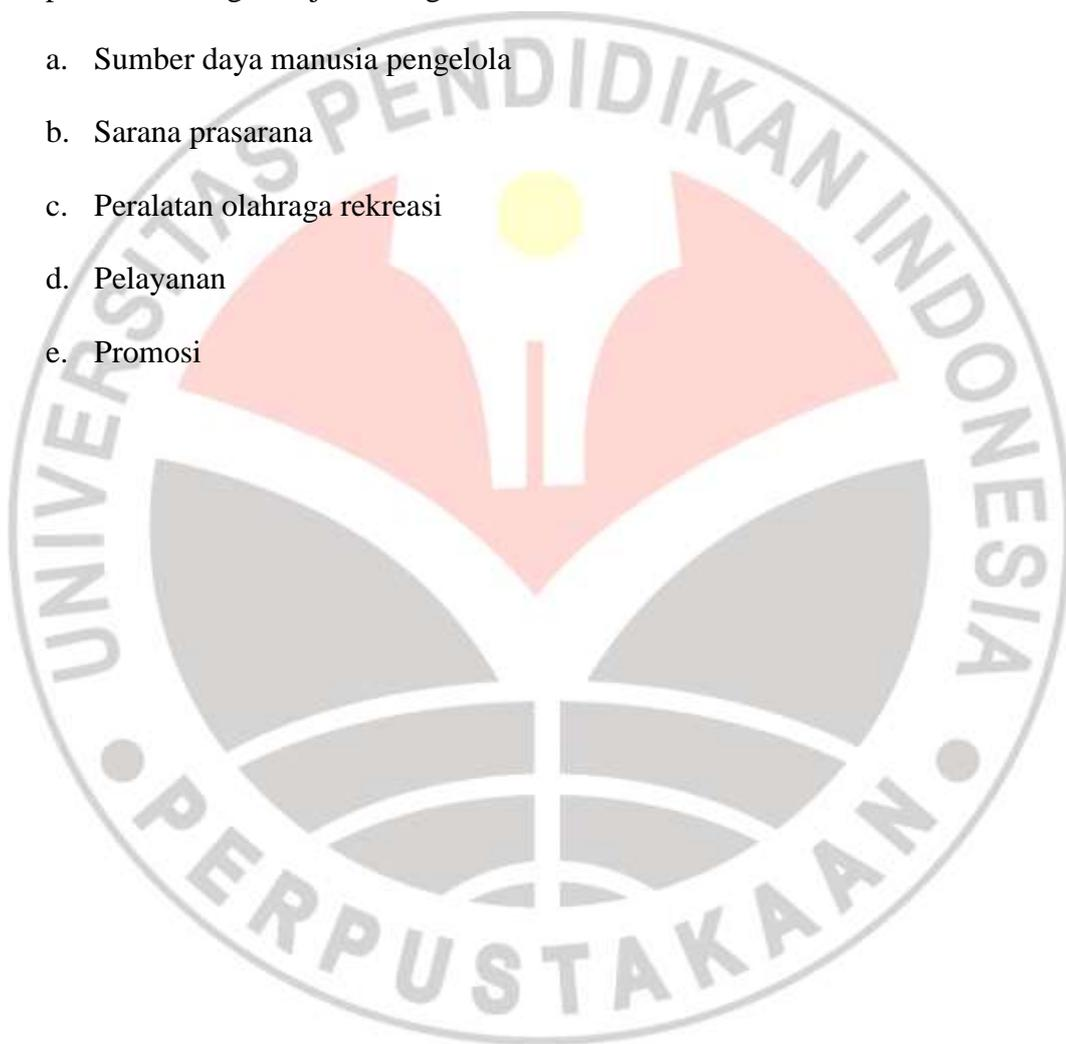 a. Sumber daya manusia pengelola
b. Sarana prasarana
c. Peralatan olahraga rekreasi
d. Pelayanan
e. Promosi
UNIVERSITAS PENDIDIKAN INDONESIA
PERPUSTAKAAN